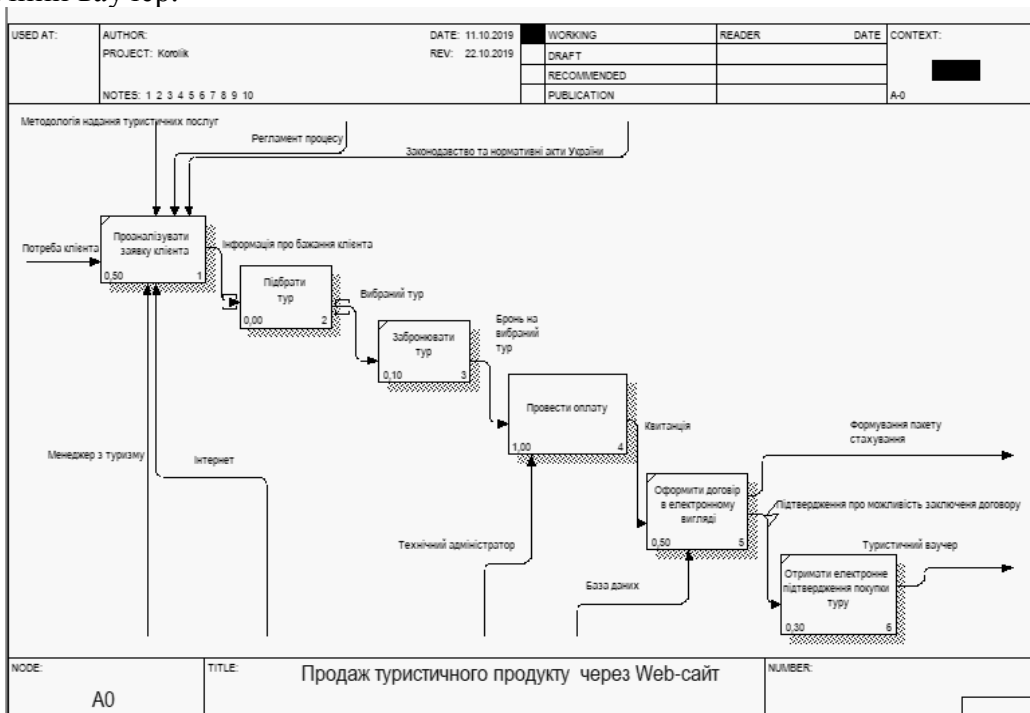 USED AT:
AUTHOR:
DATE: 11.10.2019
WORKING
READER
DATE
CONTEXT:
PROJECT: Korolik
REV: 22.10.2019
DRAFT
RECOMMENDED
NOTES: 1 2 3 4 5 6 7 8 9 10
PUBLICATION
A-0
Методологія надання туристичних послуг
Регламент процесу
Законодавство та нормативні акти України
Потреба клієнта
Проаналізувати
заявку клієнта
0,50
1
Інформація про бажання клієнта
Підбрати
тур
0,00
2
Вибраний тур
Забронювати
тур
0,10
3
Бронь на
вибраний
тур
Провести оплату
1,00
4
Квитанція
Формування пакету
стахування
Менеджер з туризму
Інтернет
Оформити договір
в електронному
вигляді
0,50
5
Підтвердження про можливість заключеня договору
Технічний адміністратор
Туристичний ваучер
База даних
Отримати електронне
підтвердження покупки
туру
0,30
6
NODE:
A0
TITLE:
Продаж туристичного продукту через Web-сайт
NUMBER: